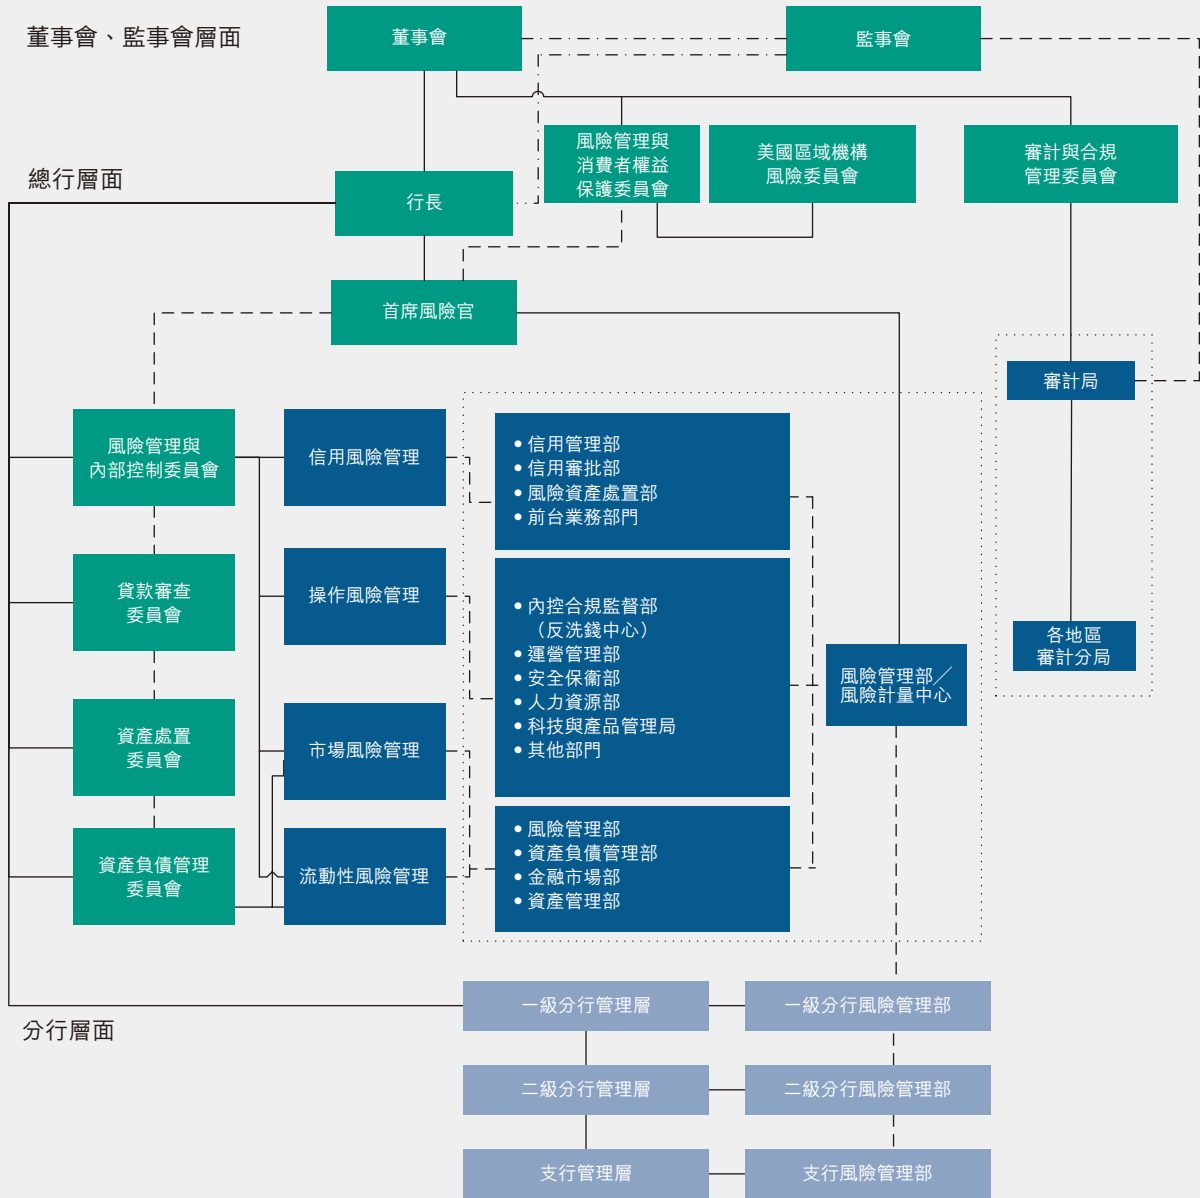 董事會、監事會層面
董事會
監事會
風險管理與
消費者權益
保護委員會
美國區域機構
風險委員會
審計與合規
管理委員會
總行層面
行長
首席風險官
審計局
各地區
審計分局
風險管理與
內部控制委員會
貸款審查
委員會
資產處置
委員會
資產負債管理
委員會
信用風險管理
操作風險管理
市場風險管理
流動性風險管理
• 信用管理部
• 信用審批部
• 風險資產處置部
• 前台業務部門
• 內控合規監督部
（反洗錢中心）
• 運營管理部
• 安全保衞部
• 人力資源部
• 科技與產品管理局
• 其他部門
• 風險管理部
• 資產負債管理部
• 金融市場部
• 資產管理部
風險管理部／
風險計量中心
分行層面
一級分行管理層
一級分行風險管理部
二級分行管理層
二級分行風險管理部
支行管理層
支行風險管理部